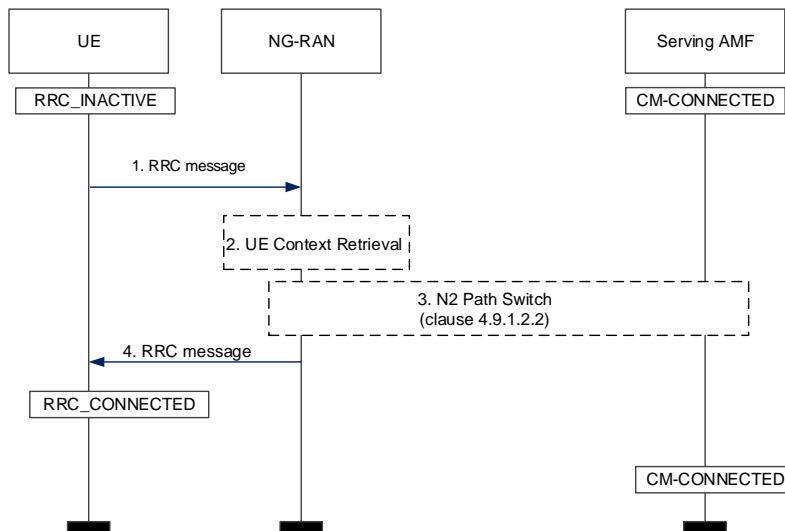 UE
NG-RAN
Serving AMF
RRC_INACTIVE
CM-CONNECTED
1. RRC message
2. UE Context Retrieval
3. N2 Path Switch
(clause 4.9.1.2.2)
4. RRC message
RRC_CONNECTED
CM-CONNECTED